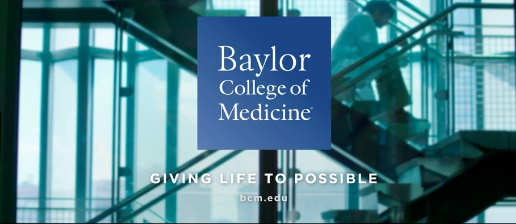 Baylor
College of
Medicine®
GIVING LIFE TO POSSIBLE
bcm.edu